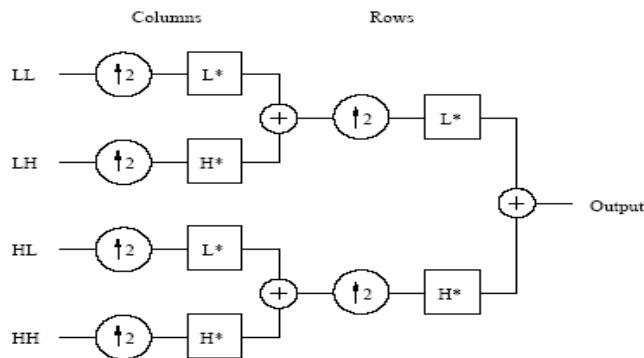 Columns Rows
LL ↑2 L*
+ ↑2 L*
LH ↑2 H*
+ Output
HL ↑2 L*
+ ↑2 H*
HH ↑2 H*